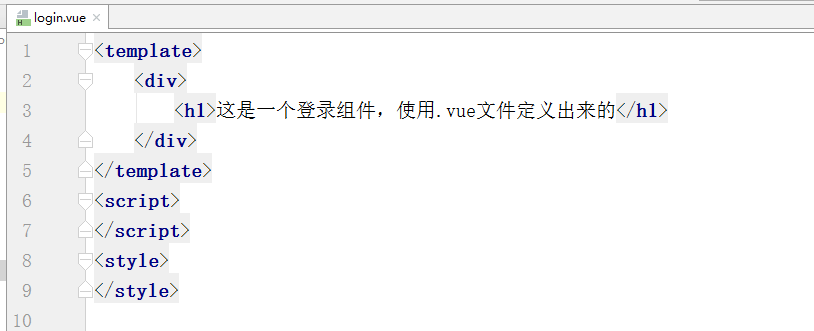 login.vue
1 <template>
2 <div>
3 <h1>这是一个登录组件，使用.vue文件定义出来的</h1>
4 </div>
5 </template>
6 <script>
7 </script>
8 <style>
9 </style>
10